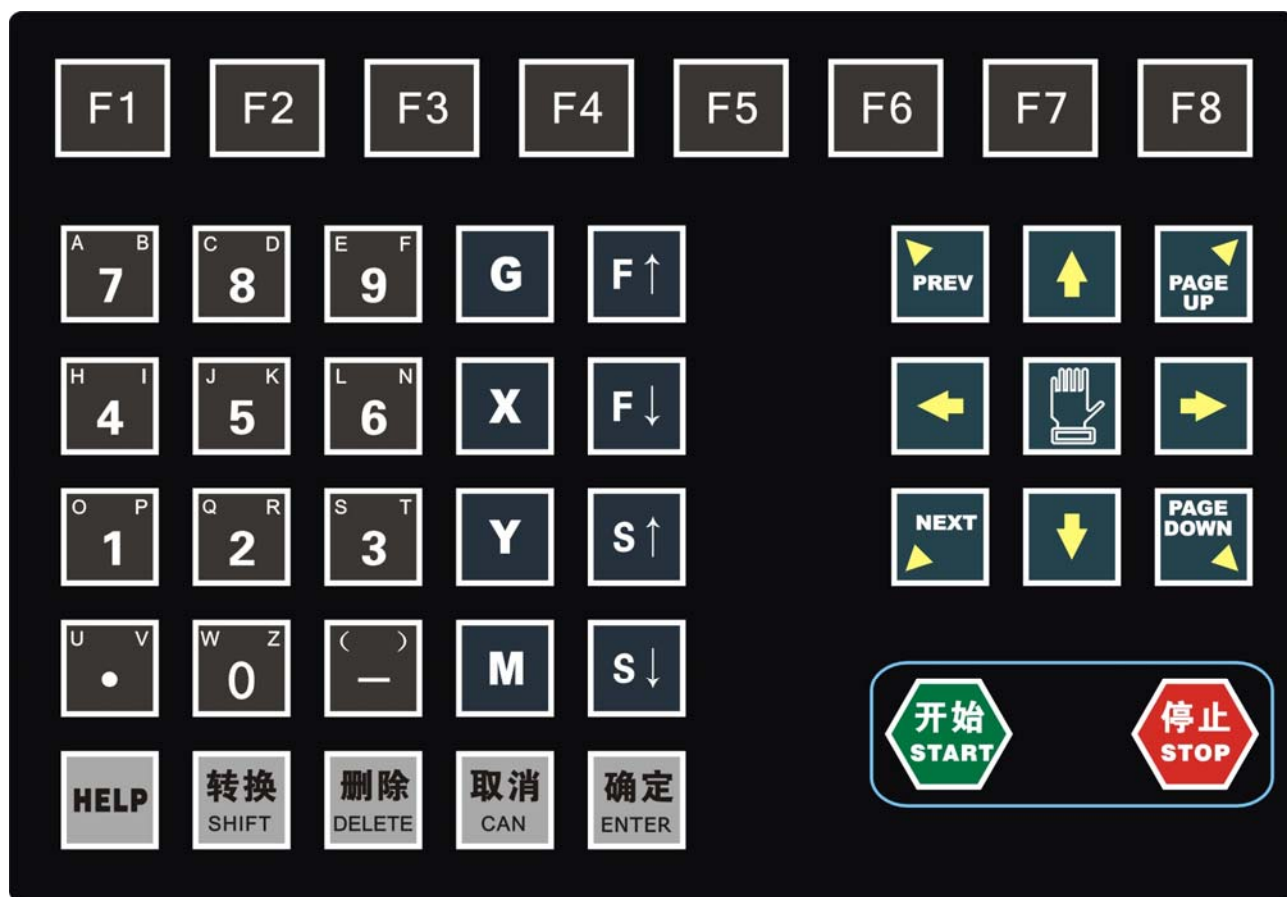 F1 F2 F3 F4 F5 F6 F7 F8
A B C D E F
7 8 9 G F↑
PREV
PAGE
UP
H I J K L N
4 5 6 X F↓
O P Q R S T
1 2 3 Y S↑
NEXT
PAGE
DOWN
U V W Z ( )
• 0 — M S↓
开始
START
停止
STOP
HELP
转换
SHIFT
删除
DELETE
取消
CAN
确定
ENTER